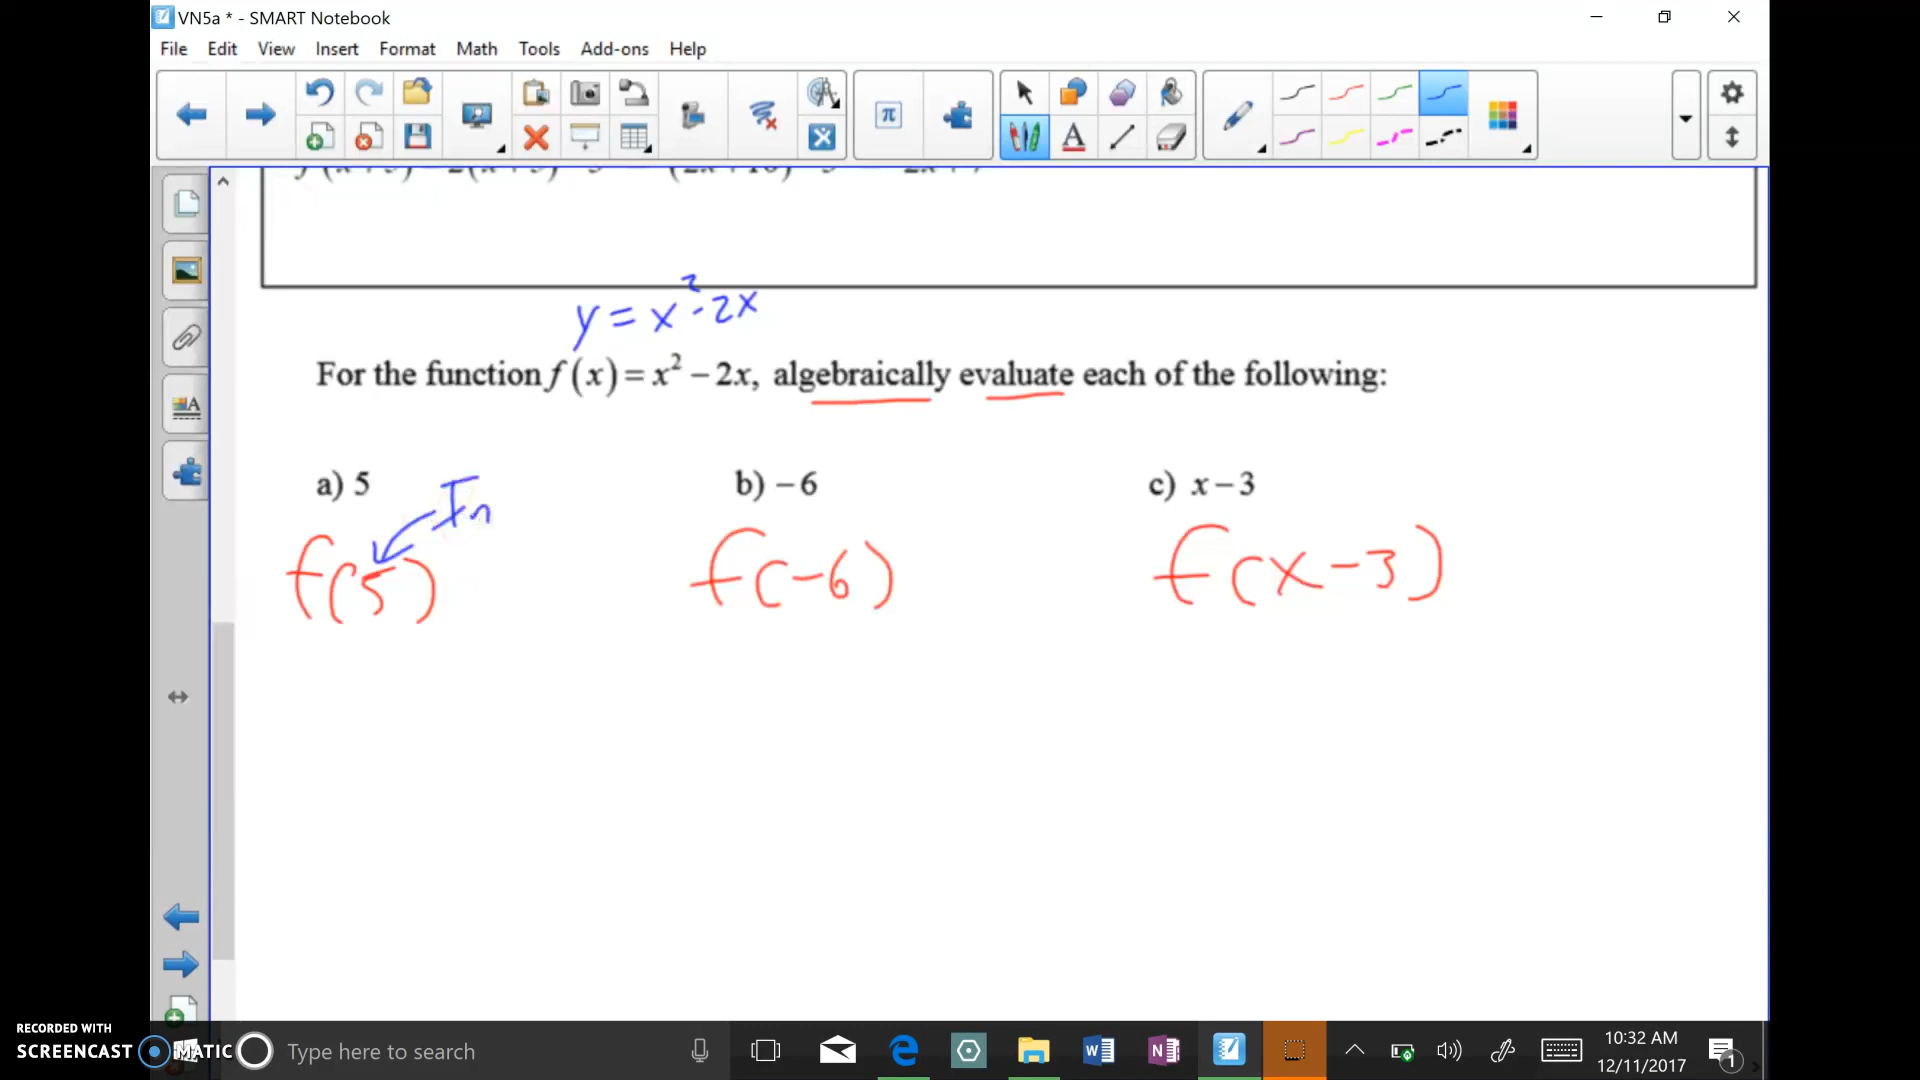 VN5a * - SMART Notebook
File Edit View Insert Format Math Tools Add-ons Help
y = x² - 2x
For the function f(x) = x² − 2x, algebraically evaluate each of the following:
a) 5
b) − 6
c) x − 3
In
f(5)
f(-6)
f(x-3)
RECORDED WITH
SCREENCAST MATIC
Type here to search
10:32 AM
12/11/2017
1